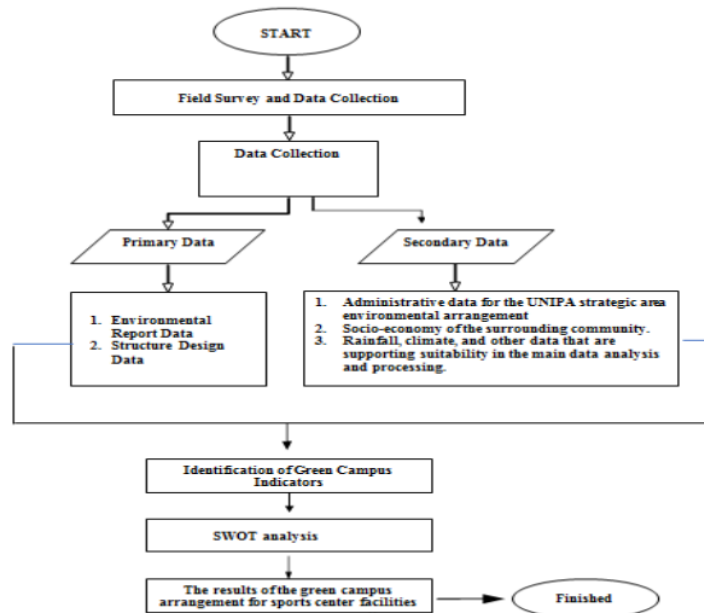 START
Field Survey and Data Collection
Data Collection
Primary Data
Secondary Data
1. Environmental
Report Data
2. Structure Design
Data
1. Administrative data for the UNIPA strategic area
environmental arrangement
2. Socio-economy of the surrounding community.
3. Rainfall, climate, and other data that are
supporting suitability in the main data analysis
and processing.
Identification of Green Campus
Indicators
SWOT analysis
The results of the green campus
arrangement for sports center facilities
Finished